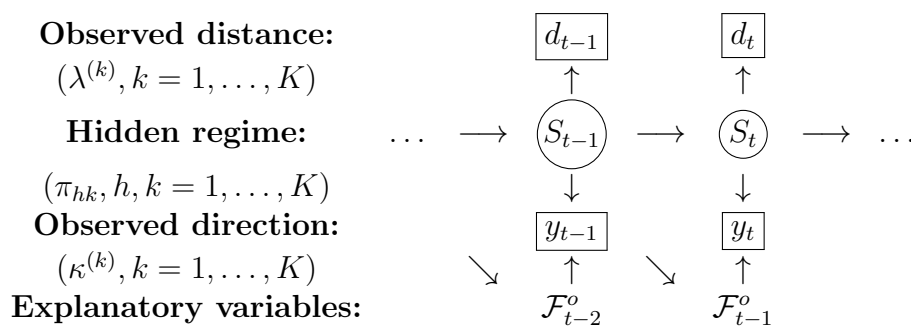 Observed distance: d_{t−1} d_t
(λ^{(k)}, k = 1, . . . , K) ↑ ↑
Hidden regime: . . . ⟶ S_{t−1} ⟶ S_t ⟶ . . .
(π_{hk}, h, k = 1, . . . , K) ↓ ↓
Observed direction: y_{t−1} y_t
(κ^{(k)}, k = 1, . . . , K) ↘ ↑ ↘ ↑
Explanatory variables: ℱ^o_{t−2} ℱ^o_{t−1}